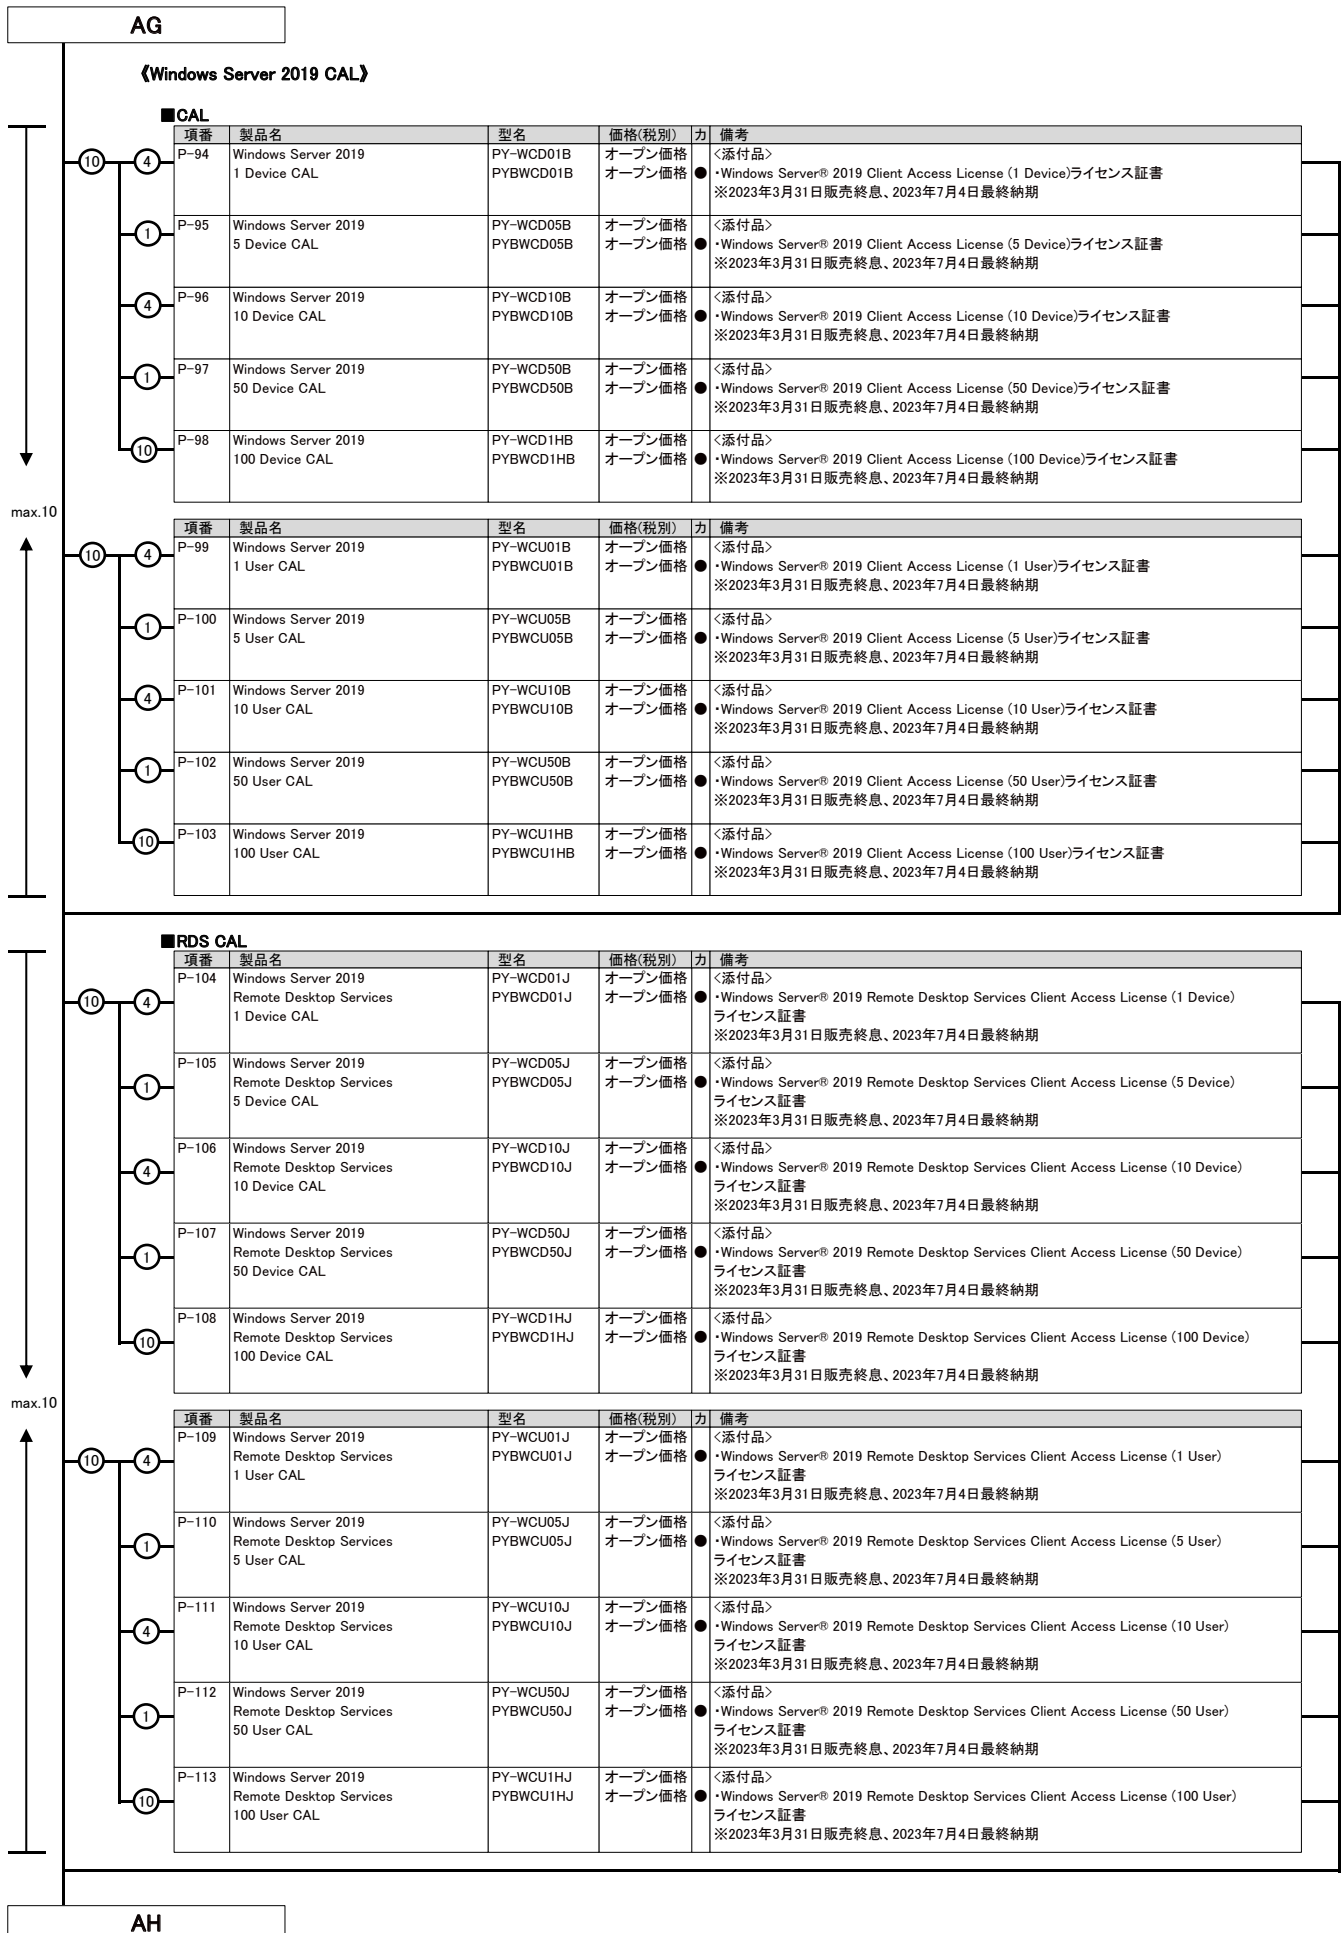 AG
《Windows Server 2019 CAL》
■CAL
項番 製品名 型名 価格(税別) カ 備考
10 4 P-94 Windows Server 2019 PY-WCD01B オープン価格 <添付品>
1 Device CAL PYBWCD01B オープン価格 ● ・Windows Server® 2019 Client Access License (1 Device)ライセンス証書
※2023年3月31日販売終息、2023年7月4日最終納期
1 P-95 Windows Server 2019 PY-WCD05B オープン価格 <添付品>
5 Device CAL PYBWCD05B オープン価格 ● ・Windows Server® 2019 Client Access License (5 Device)ライセンス証書
※2023年3月31日販売終息、2023年7月4日最終納期
4 P-96 Windows Server 2019 PY-WCD10B オープン価格 <添付品>
10 Device CAL PYBWCD10B オープン価格 ● ・Windows Server® 2019 Client Access License (10 Device)ライセンス証書
※2023年3月31日販売終息、2023年7月4日最終納期
1 P-97 Windows Server 2019 PY-WCD50B オープン価格 <添付品>
50 Device CAL PYBWCD50B オープン価格 ● ・Windows Server® 2019 Client Access License (50 Device)ライセンス証書
※2023年3月31日販売終息、2023年7月4日最終納期
10 P-98 Windows Server 2019 PY-WCD1HB オープン価格 <添付品>
100 Device CAL PYBWCD1HB オープン価格 ● ・Windows Server® 2019 Client Access License (100 Device)ライセンス証書
※2023年3月31日販売終息、2023年7月4日最終納期
max.10
項番 製品名 型名 価格(税別) カ 備考
10 4 P-99 Windows Server 2019 PY-WCU01B オープン価格 <添付品>
1 User CAL PYBWCU01B オープン価格 ● ・Windows Server® 2019 Client Access License (1 User)ライセンス証書
※2023年3月31日販売終息、2023年7月4日最終納期
1 P-100 Windows Server 2019 PY-WCU05B オープン価格 <添付品>
5 User CAL PYBWCU05B オープン価格 ● ・Windows Server® 2019 Client Access License (5 User)ライセンス証書
※2023年3月31日販売終息、2023年7月4日最終納期
4 P-101 Windows Server 2019 PY-WCU10B オープン価格 <添付品>
10 User CAL PYBWCU10B オープン価格 ● ・Windows Server® 2019 Client Access License (10 User)ライセンス証書
※2023年3月31日販売終息、2023年7月4日最終納期
1 P-102 Windows Server 2019 PY-WCU50B オープン価格 <添付品>
50 User CAL PYBWCU50B オープン価格 ● ・Windows Server® 2019 Client Access License (50 User)ライセンス証書
※2023年3月31日販売終息、2023年7月4日最終納期
10 P-103 Windows Server 2019 PY-WCU1HB オープン価格 <添付品>
100 User CAL PYBWCU1HB オープン価格 ● ・Windows Server® 2019 Client Access License (100 User)ライセンス証書
※2023年3月31日販売終息、2023年7月4日最終納期
■RDS CAL
項番 製品名 型名 価格(税別) カ 備考
10 4 P-104 Windows Server 2019 PY-WCD01J オープン価格 <添付品>
Remote Desktop Services PYBWCD01J オープン価格 ● ・Windows Server® 2019 Remote Desktop Services Client Access License (1 Device)
1 Device CAL ライセンス証書
※2023年3月31日販売終息、2023年7月4日最終納期
1 P-105 Windows Server 2019 PY-WCD05J オープン価格 <添付品>
Remote Desktop Services PYBWCD05J オープン価格 ● ・Windows Server® 2019 Remote Desktop Services Client Access License (5 Device)
5 Device CAL ライセンス証書
※2023年3月31日販売終息、2023年7月4日最終納期
4 P-106 Windows Server 2019 PY-WCD10J オープン価格 <添付品>
Remote Desktop Services PYBWCD10J オープン価格 ● ・Windows Server® 2019 Remote Desktop Services Client Access License (10 Device)
10 Device CAL ライセンス証書
※2023年3月31日販売終息、2023年7月4日最終納期
1 P-107 Windows Server 2019 PY-WCD50J オープン価格 <添付品>
Remote Desktop Services PYBWCD50J オープン価格 ● ・Windows Server® 2019 Remote Desktop Services Client Access License (50 Device)
50 Device CAL ライセンス証書
※2023年3月31日販売終息、2023年7月4日最終納期
10 P-108 Windows Server 2019 PY-WCD1HJ オープン価格 <添付品>
Remote Desktop Services PYBWCD1HJ オープン価格 ● ・Windows Server® 2019 Remote Desktop Services Client Access License (100 Device)
100 Device CAL ライセンス証書
※2023年3月31日販売終息、2023年7月4日最終納期
max.10
項番 製品名 型名 価格(税別) カ 備考
10 4 P-109 Windows Server 2019 PY-WCU01J オープン価格 <添付品>
Remote Desktop Services PYBWCU01J オープン価格 ● ・Windows Server® 2019 Remote Desktop Services Client Access License (1 User)
1 User CAL ライセンス証書
※2023年3月31日販売終息、2023年7月4日最終納期
1 P-110 Windows Server 2019 PY-WCU05J オープン価格 <添付品>
Remote Desktop Services PYBWCU05J オープン価格 ● ・Windows Server® 2019 Remote Desktop Services Client Access License (5 User)
5 User CAL ライセンス証書
※2023年3月31日販売終息、2023年7月4日最終納期
4 P-111 Windows Server 2019 PY-WCU10J オープン価格 <添付品>
Remote Desktop Services PYBWCU10J オープン価格 ● ・Windows Server® 2019 Remote Desktop Services Client Access License (10 User)
10 User CAL ライセンス証書
※2023年3月31日販売終息、2023年7月4日最終納期
1 P-112 Windows Server 2019 PY-WCU50J オープン価格 <添付品>
Remote Desktop Services PYBWCU50J オープン価格 ● ・Windows Server® 2019 Remote Desktop Services Client Access License (50 User)
50 User CAL ライセンス証書
※2023年3月31日販売終息、2023年7月4日最終納期
10 P-113 Windows Server 2019 PY-WCU1HJ オープン価格 <添付品>
Remote Desktop Services PYBWCU1HJ オープン価格 ● ・Windows Server® 2019 Remote Desktop Services Client Access License (100 User)
100 User CAL ライセンス証書
※2023年3月31日販売終息、2023年7月4日最終納期
AH